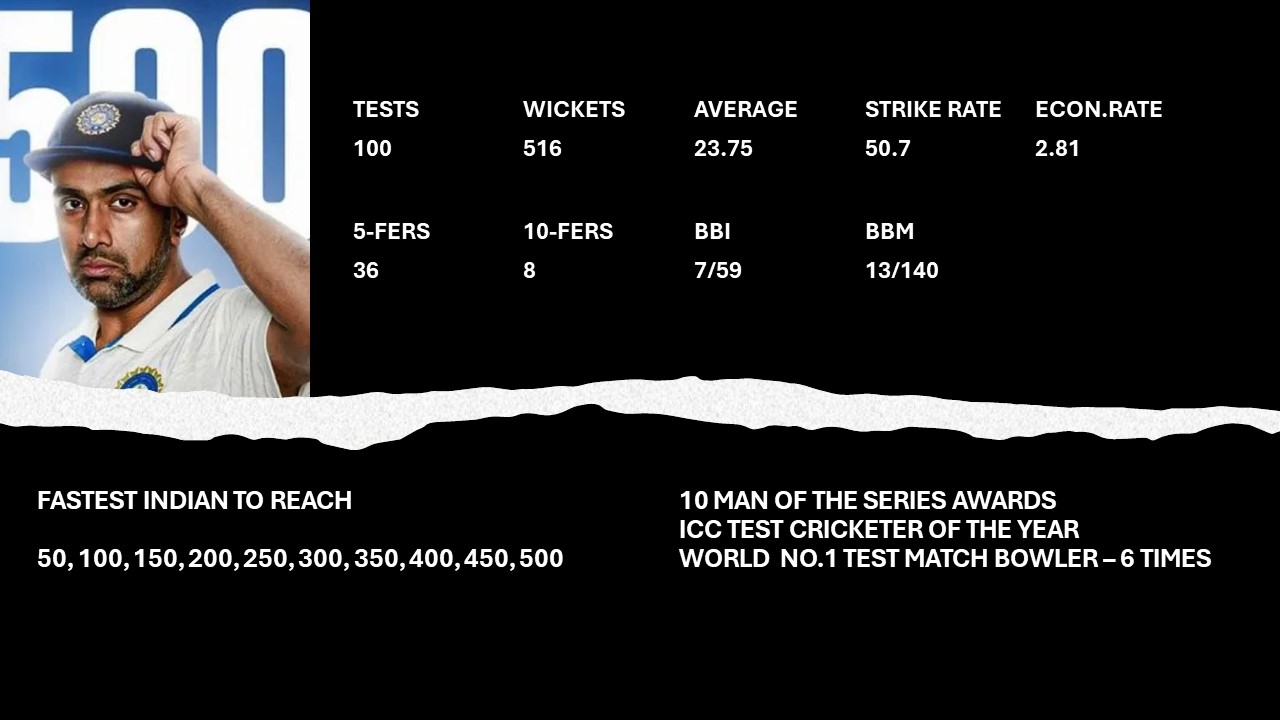 500
TESTS WICKETS AVERAGE STRIKE RATE ECON.RATE
100 516 23.75 50.7 2.81
5-FERS 10-FERS BBI BBM
36 8 7/59 13/140
FASTEST INDIAN TO REACH
50, 100, 150, 200, 250, 300, 350, 400, 450, 500
10 MAN OF THE SERIES AWARDS
ICC TEST CRICKETER OF THE YEAR
WORLD NO.1 TEST MATCH BOWLER – 6 TIMES